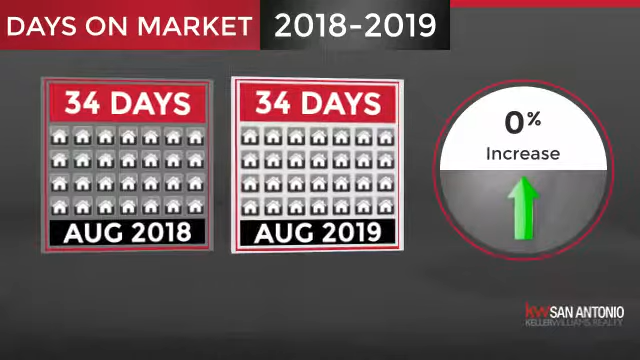 DAYS ON MARKET 2018-2019
34 DAYS
AUG 2018
34 DAYS
AUG 2019
0%
Increase
kw SAN ANTONIO
KELLERWILLIAMS. REALTY